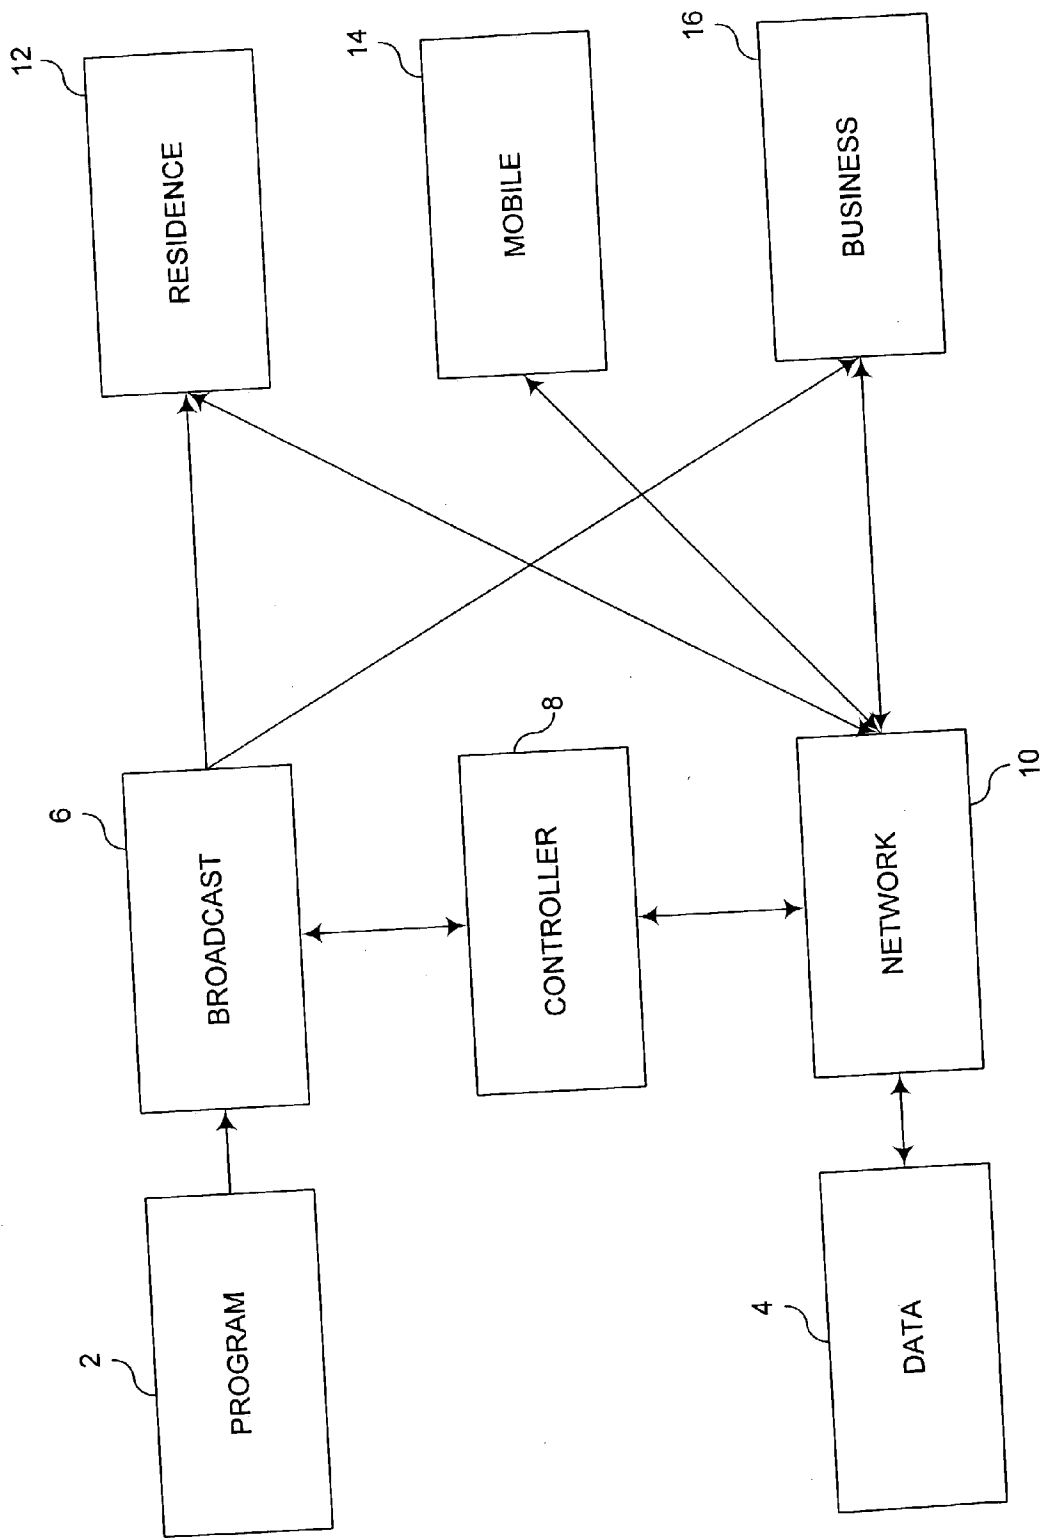 2
PROGRAM
6
BROADCAST
12
RESIDENCE
8
CONTROLLER
14
MOBILE
4
DATA
10
NETWORK
16
BUSINESS